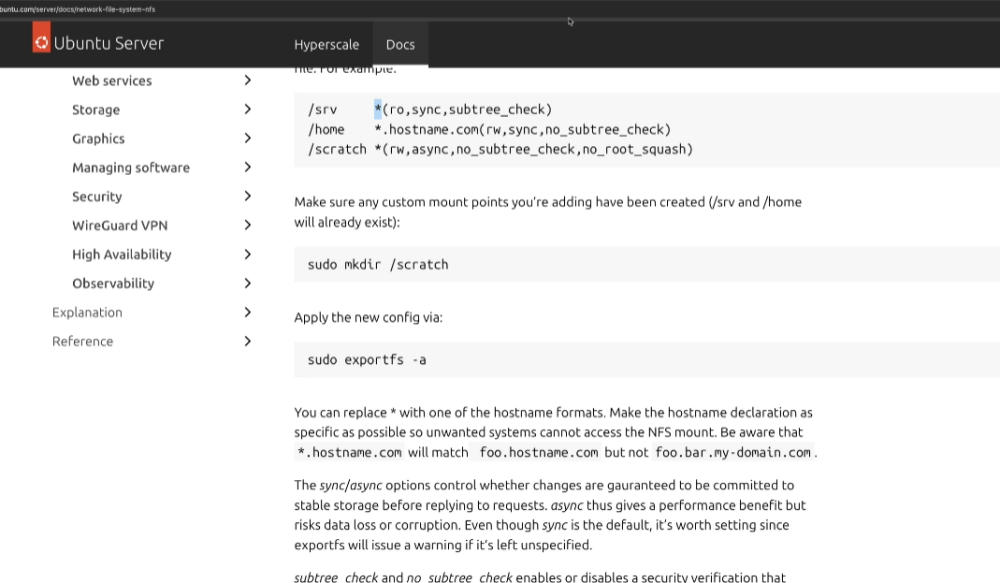 buntu.com/server/docs/network-file-system-nfs
Ubuntu Server
Hyperscale
Docs
Web services
Storage
Graphics
Managing software
Security
WireGuard VPN
High Availability
Observability
Explanation
Reference
file. For example:
/srv *(ro,sync,subtree_check)
/home *.hostname.com(rw,sync,no_subtree_check)
/scratch *(rw,async,no_subtree_check,no_root_squash)
Make sure any custom mount points you're adding have been created (/srv and /home
will already exist):
sudo mkdir /scratch
Apply the new config via:
sudo exportfs -a
You can replace * with one of the hostname formats. Make the hostname declaration as
specific as possible so unwanted systems cannot access the NFS mount. Be aware that
*.hostname.com will match foo.hostname.com but not foo.bar.my-domain.com.
The sync/async options control whether changes are gauranteed to be committed to
stable storage before replying to requests. async thus gives a performance benefit but
risks data loss or corruption. Even though sync is the default, it's worth setting since
exportfs will issue a warning if it's left unspecified.
subtree_check and no_subtree_check enables or disables a security verification that